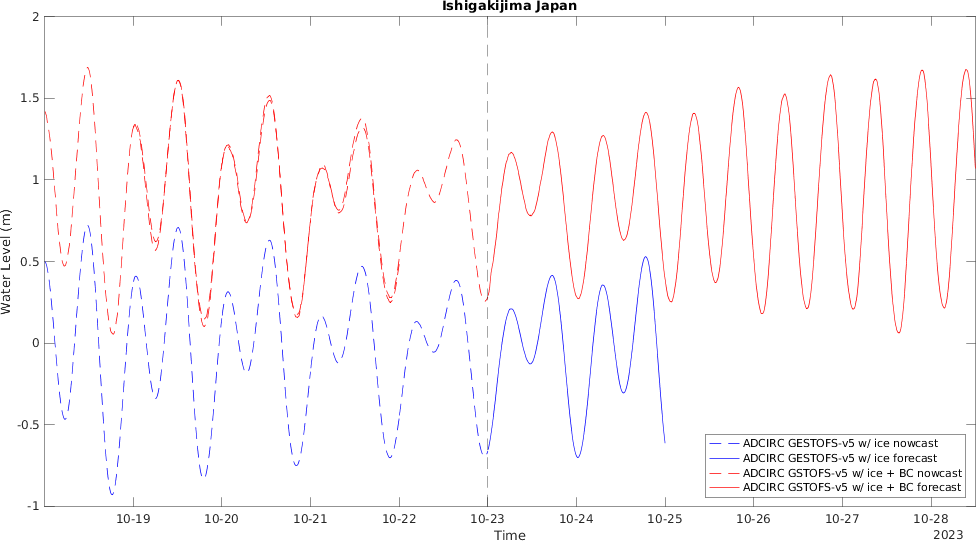 Ishigakijima Japan
2
1.5
1
0.5
0
-0.5
-1
Water Level (m)
10-19 10-20 10-21 10-22 10-23 10-24 10-25 10-26 10-27 10-28
Time
2023
ADCIRC GESTOFS-v5 w/ ice nowcast
ADCIRC GESTOFS-v5 w/ ice forecast
ADCIRC GSTOFS-v5 w/ ice + BC nowcast
ADCIRC GSTOFS-v5 w/ ice + BC forecast